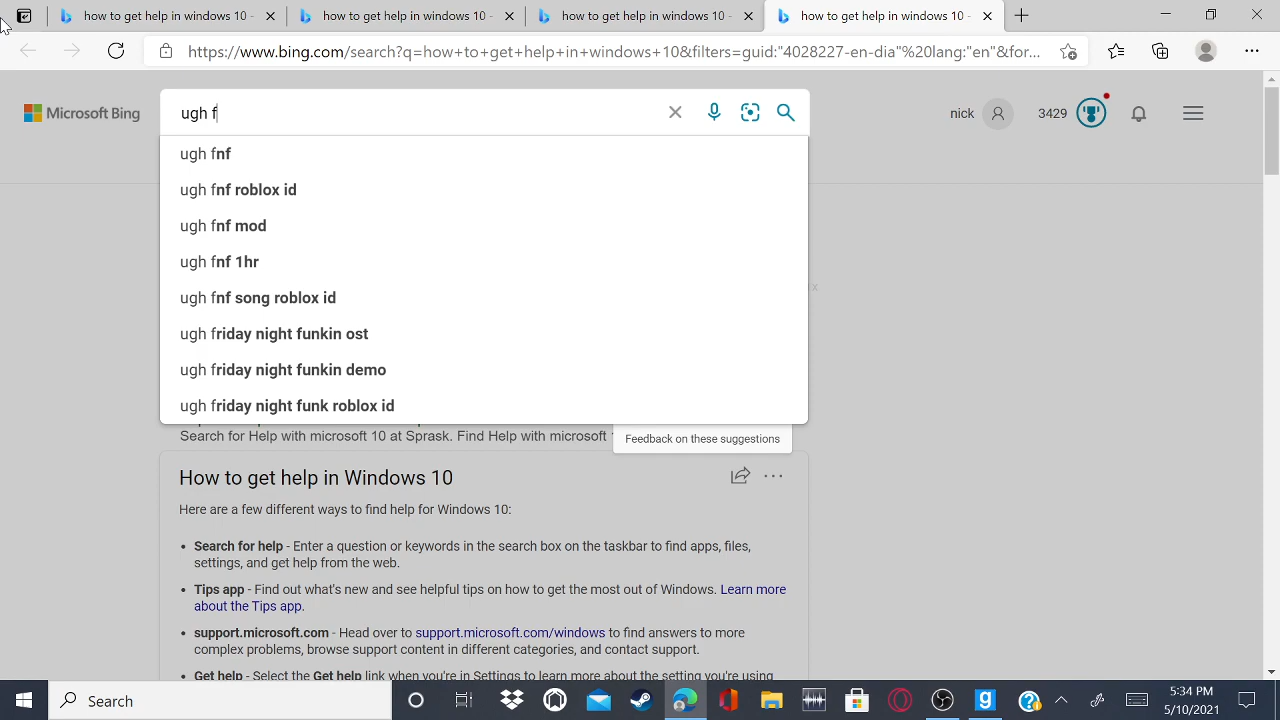 how to get help in windows 10 -
how to get help in windows 10 -
how to get help in windows 10 -
how to get help in windows 10 -
https://www.bing.com/search?q=how+to+get+help+in+windows+10&filters=guid:"4028227-en-dia"%20lang:"en"&for...
Microsoft Bing
ugh f
nick
3429
ugh fnf
ugh fnf roblox id
ugh fnf mod
ugh fnf 1hr
ugh fnf song roblox id
ugh friday night funkin ost
ugh friday night funkin demo
ugh friday night funk roblox id
Search for Help with microsoft 10 at Sprask. Find Help with microsoft
Feedback on these suggestions
How to get help in Windows 10
Here are a few different ways to find help for Windows 10:
• Search for help - Enter a question or keywords in the search box on the taskbar to find apps, files,
settings, and get help from the web.
• Tips app - Find out what's new and see helpful tips on how to get the most out of Windows. Learn more
about the Tips app.
• support.microsoft.com - Head over to support.microsoft.com/windows to find answers to more
complex problems, browse support content in different categories, and contact support.
• Get help - Select the Get help link when you're in Settings to learn more about the setting you're using
Search
5:34 PM
5/10/2021